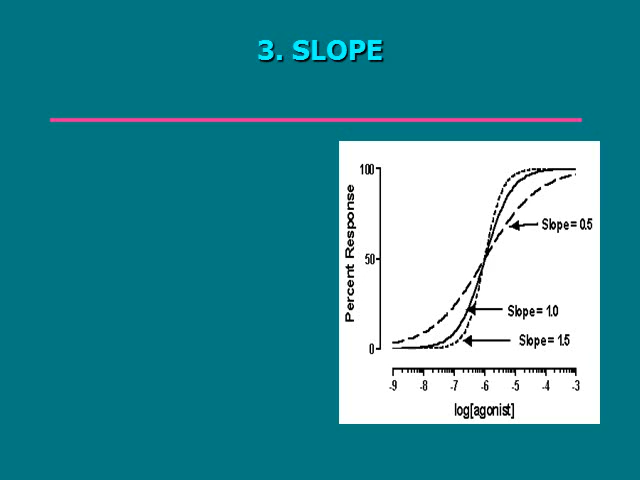 3. SLOPE
100
50
0
Percent Response
Slope = 0.5
Slope = 1.0
Slope = 1.5
-9 -8 -7 -6 -5 -4 -3
log[agonist]